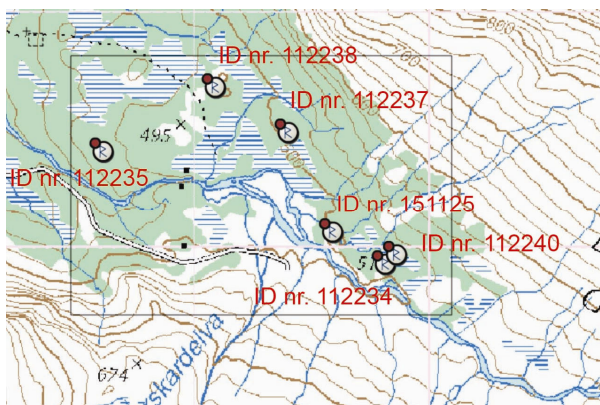 800
700
ID nr. 112238
ID nr. 112237
495
500
ID nr. 112235
ID nr. 151125
ID nr. 112240
ID nr. 112234
674